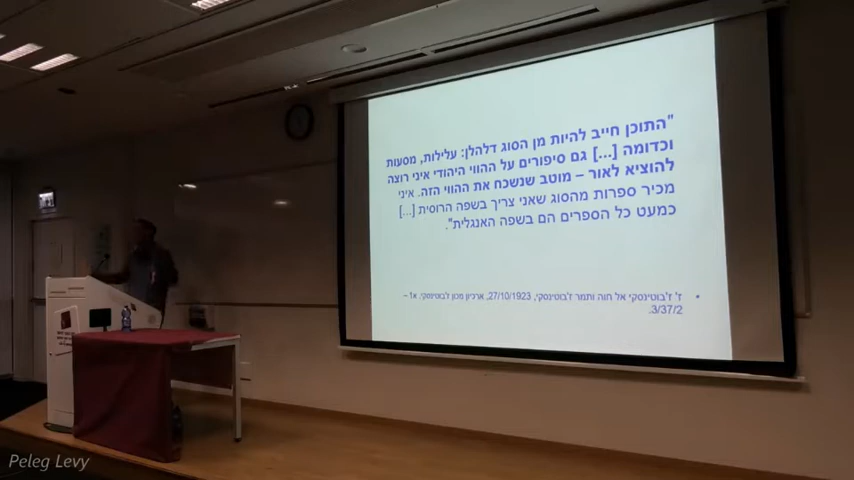 "התוכן חייב להיות מן הסוג דלהלן: עלילות, מסעות
וכדומה [...] גם סיפורים על ההווי היהודי איני רוצה
להוציא לאור – מוטב שנשכח את ההווי הזה. איני
מכיר ספרות מהסוג שאני צריך בשפה הרוסית [...]
כמעט כל הספרים הם בשפה האנגלית".
• ז' ז'בוטינסקי אל חוה ותמר ז'בוטינסקי, 27/10/1923, ארכיון מכון ז'בוטינסקי. א1 –
3/37/2.
Peleg Levy